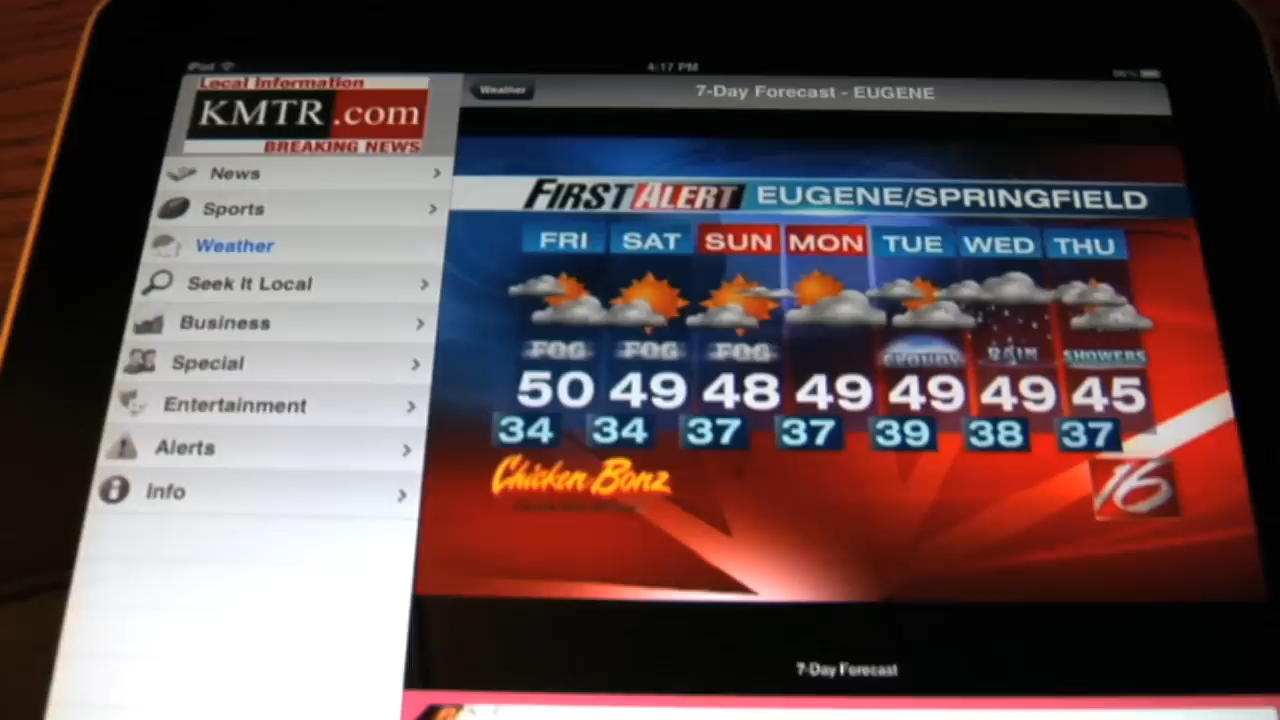 iPod
4:17 PM
Local Information
KMTR.com
BREAKING NEWS
News
Sports
Weather
Seek It Local
Business
Special
Entertainment
Alerts
Info
Weather
7-Day Forecast - EUGENE
FIRST ALERT EUGENE/SPRINGFIELD
FRI SAT SUN MON TUE WED THU
FOG FOG FOG CLOUDY RAIN SHOWERS
50 49 48 49 49 49 45
34 34 37 37 39 38 37
Chicken Bonz
16
7-Day Forecast